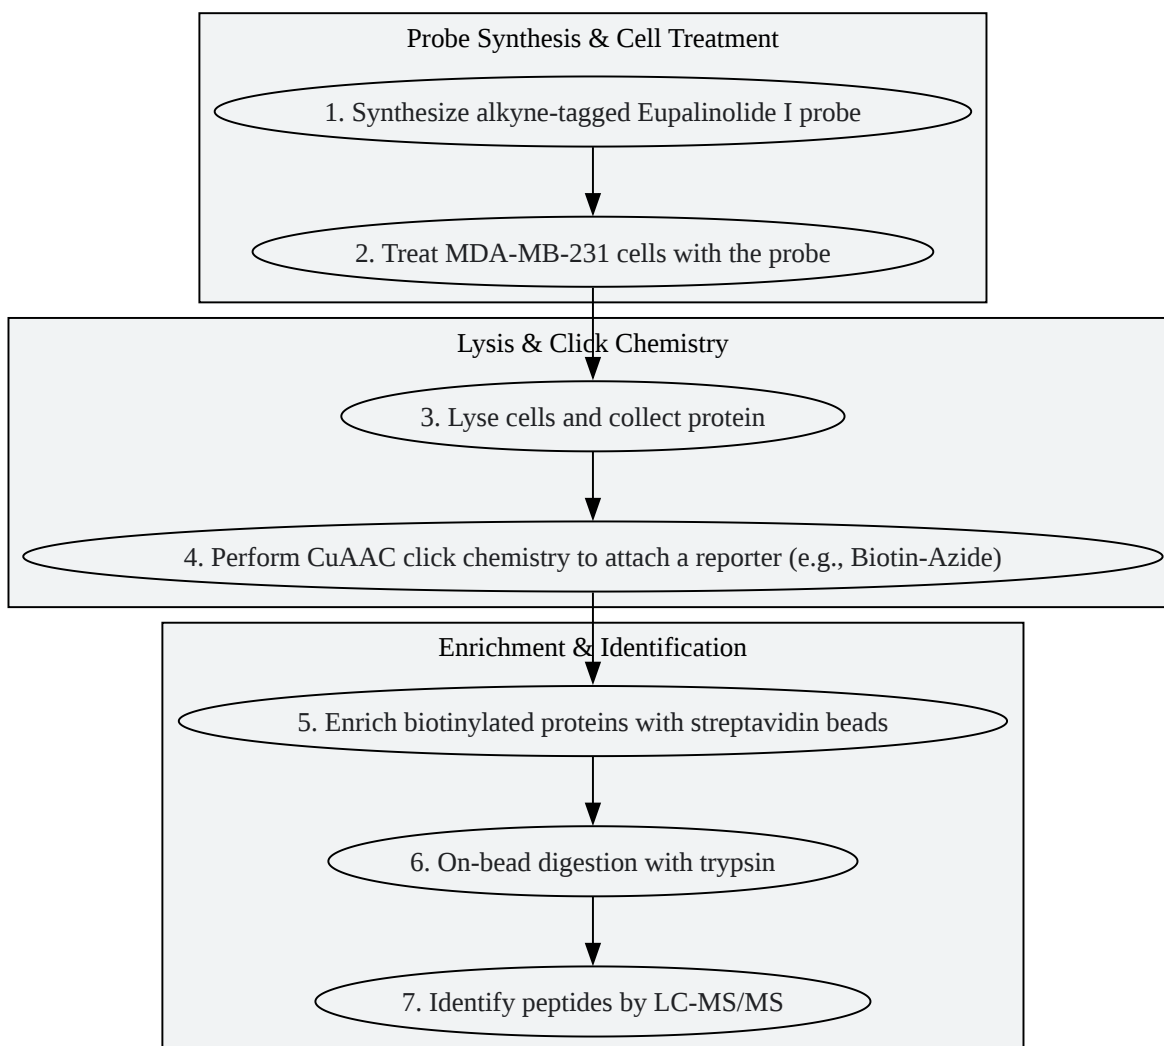 Probe Synthesis & Cell Treatment
1. Synthesize alkyne-tagged Eupalinolide I probe
2. Treat MDA-MB-231 cells with the probe
Lysis & Click Chemistry
3. Lyse cells and collect protein
4. Perform CuAAC click chemistry to attach a reporter (e.g., Biotin-Azide)
Enrichment & Identification
5. Enrich biotinylated proteins with streptavidin beads
6. On-bead digestion with trypsin
7. Identify peptides by LC-MS/MS